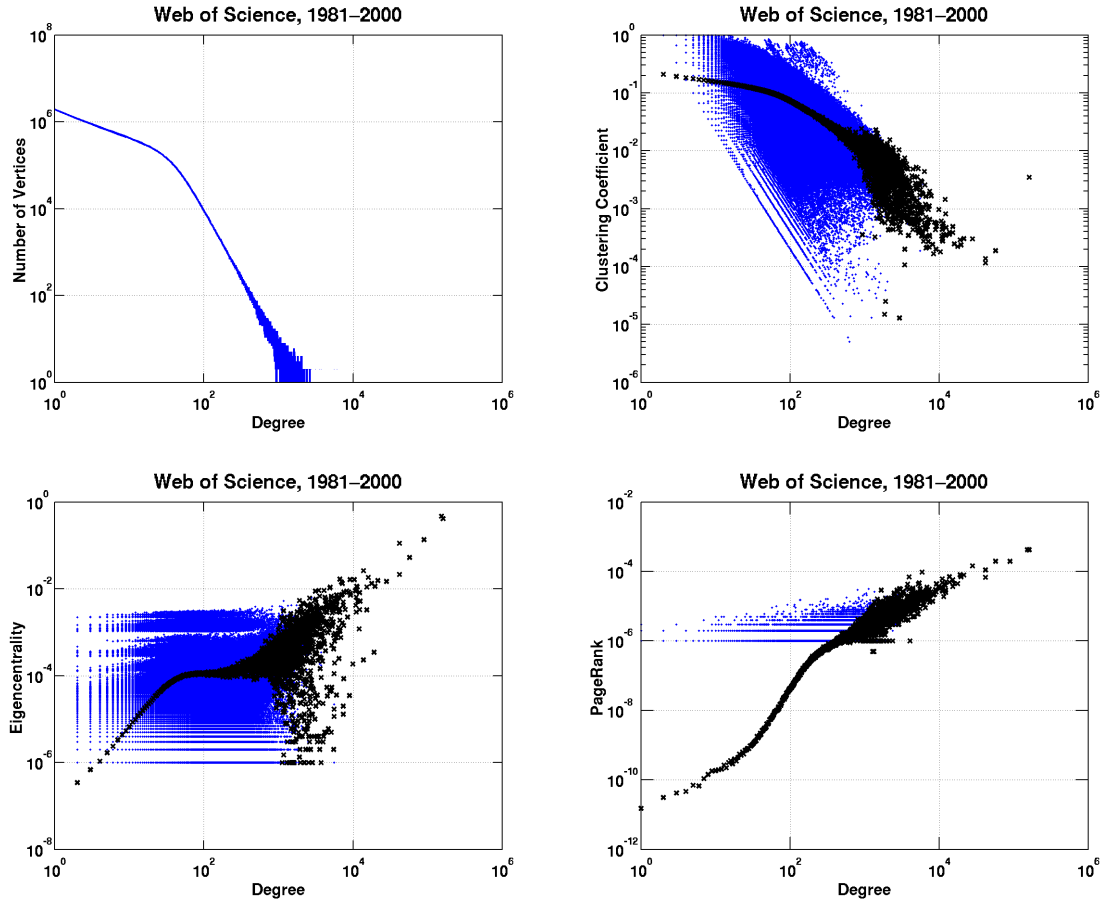 Web of Science, 1981–2000
10^8
10^6
10^4
10^2
10^0
Number of Vertices
10^0 10^2 10^4 10^6
Degree
Web of Science, 1981–2000
10^0
10^-1
10^-2
10^-3
10^-4
10^-5
10^-6
Clustering Coefficient
10^0 10^2 10^4 10^6
Degree
Web of Science, 1981–2000
10^0
10^-2
10^-4
10^-6
10^-8
Eigencentrality
10^0 10^2 10^4 10^6
Degree
Web of Science, 1981–2000
10^-2
10^-4
10^-6
10^-8
10^-10
10^-12
PageRank
10^0 10^2 10^4 10^6
Degree